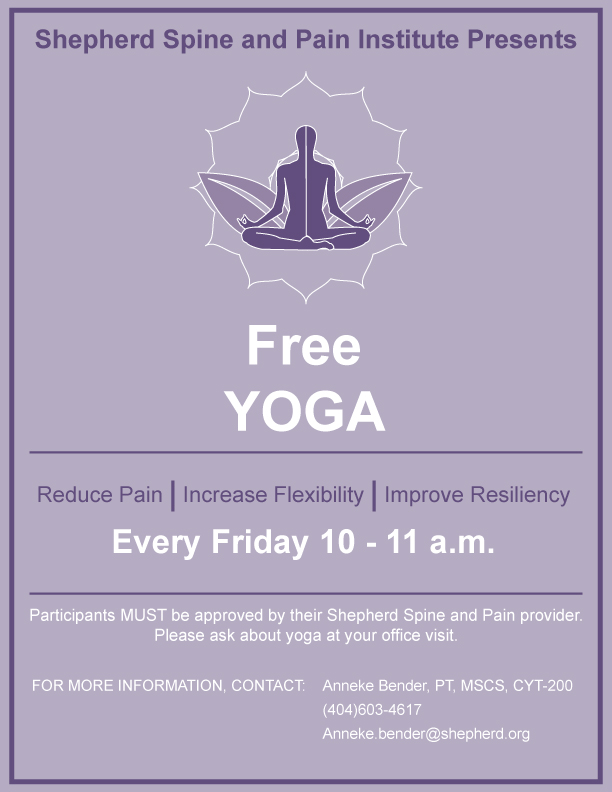 Shepherd Spine and Pain Institute Presents
Free
YOGA
Reduce Pain | Increase Flexibility | Improve Resiliency
Every Friday 10 - 11 a.m.
Participants MUST be approved by their Shepherd Spine and Pain provider.
Please ask about yoga at your office visit.
FOR MORE INFORMATION, CONTACT: Anneke Bender, PT, MSCS, CYT-200
(404)603-4617
Anneke.bender@shepherd.org